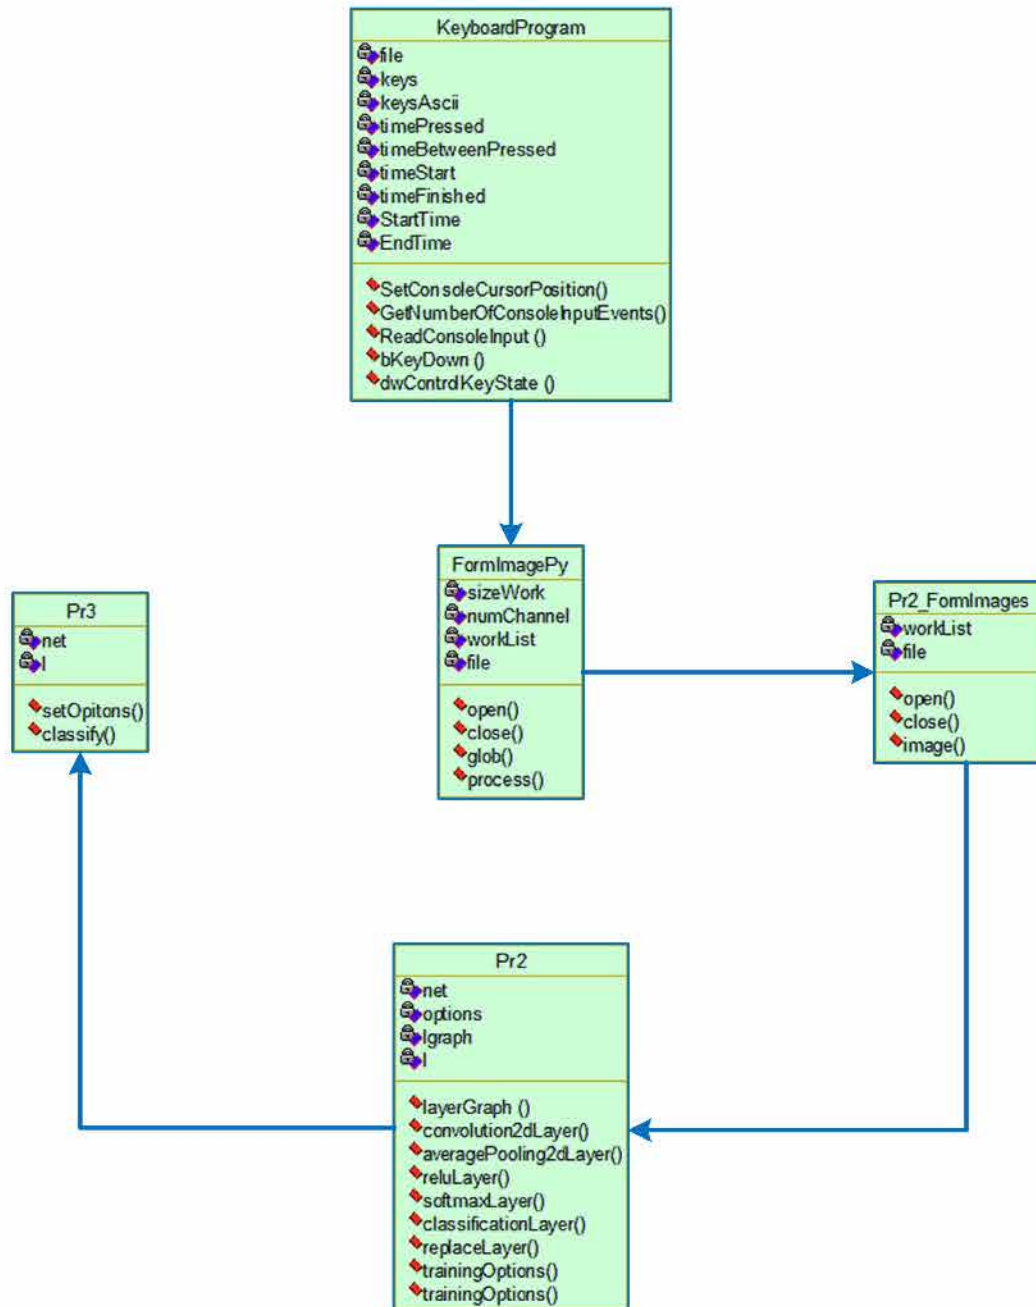 KeyboardProgram
file
keys
keysAscii
timePressed
timeBetweenPressed
timeStart
timeFinished
StartTime
EndTime
SetConsoleCursorPosition()
GetNumberOfConsoleInputEvents()
ReadConsoleInput ()
bKeyDown ()
dwControlKeyState ()
FormImagePy
sizeWork
numChannel
workList
file
open()
close()
glob()
process()
Pr2_FormImages
workList
file
open()
close()
image()
Pr3
net
l
setOpitons()
classify()
Pr2
net
options
lgraph
l
layerGraph ()
convolution2dLayer()
averagePooling2dLayer()
reluLayer()
softmaxLayer()
classificationLayer()
replaceLayer()
trainingOptions()
trainingOptions()